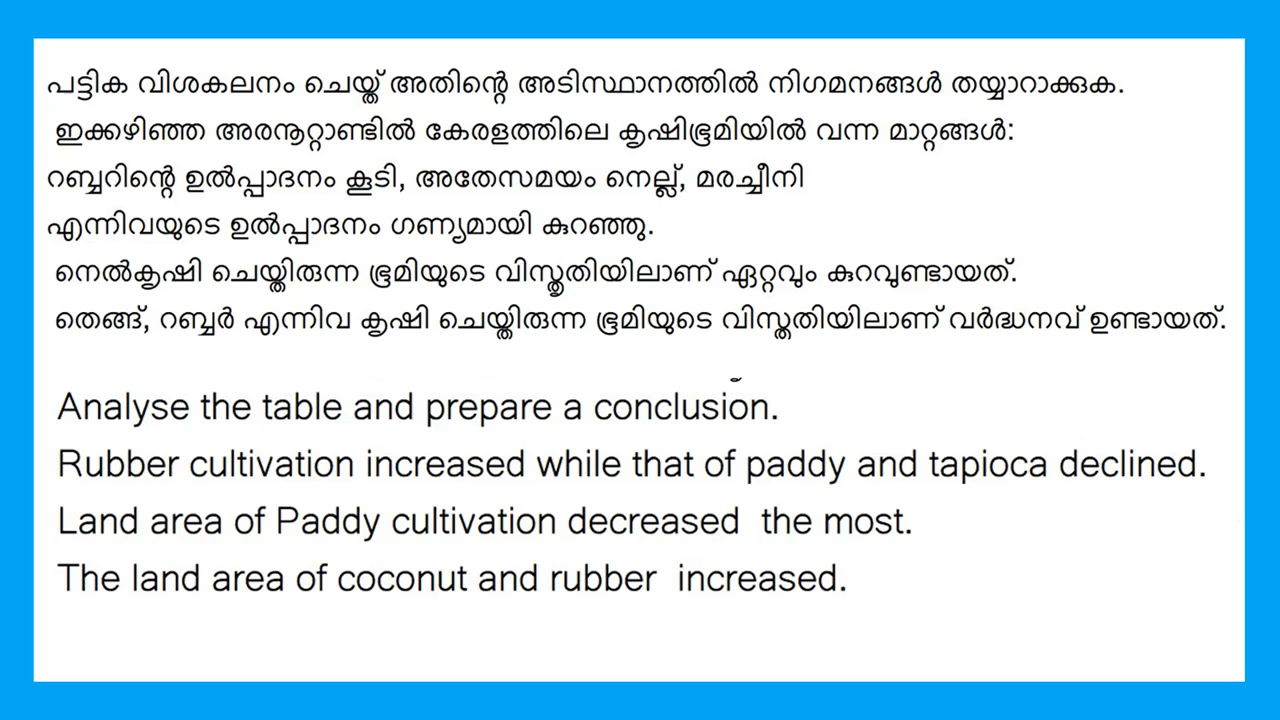 പട്ടിക വിശകലനം ചെയ്ത് അതിന്റെ അടിസ്ഥാനത്തിൽ നിഗമനങ്ങൾ തയ്യാറാക്കുക.
ഇക്കഴിഞ്ഞ അരനൂറ്റാണ്ടിൽ കേരളത്തിലെ കൃഷിഭൂമിയിൽ വന്ന മാറ്റങ്ങൾ:
റബ്ബറിന്റെ ഉൽപ്പാദനം കൂടി, അതേസമയം നെല്ല്, മരച്ചീനി
എന്നിവയുടെ ഉൽപ്പാദനം ഗണ്യമായി കുറഞ്ഞു.
നെൽകൃഷി ചെയ്തിരുന്ന ഭൂമിയുടെ വിസ്തൃതിയിലാണ് ഏറ്റവും കുറവുണ്ടായത്.
തെങ്ങ്, റബ്ബർ എന്നിവ കൃഷി ചെയ്തിരുന്ന ഭൂമിയുടെ വിസ്തതിയിലാണ് വർദ്ധനവ് ഉണ്ടായത്.
Analyse the table and prepare a conclusion.
Rubber cultivation increased while that of paddy and tapioca declined.
Land area of Paddy cultivation decreased the most.
The land area of coconut and rubber increased.